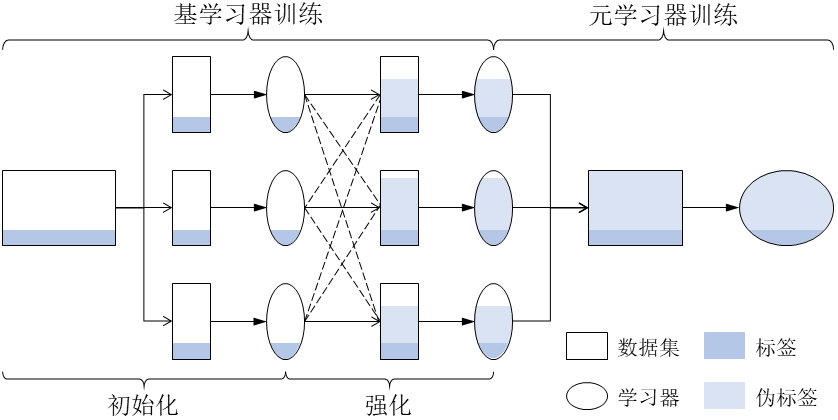 基学习器训练
元学习器训练
初始化
强化
数据集
标签
学习器
伪标签